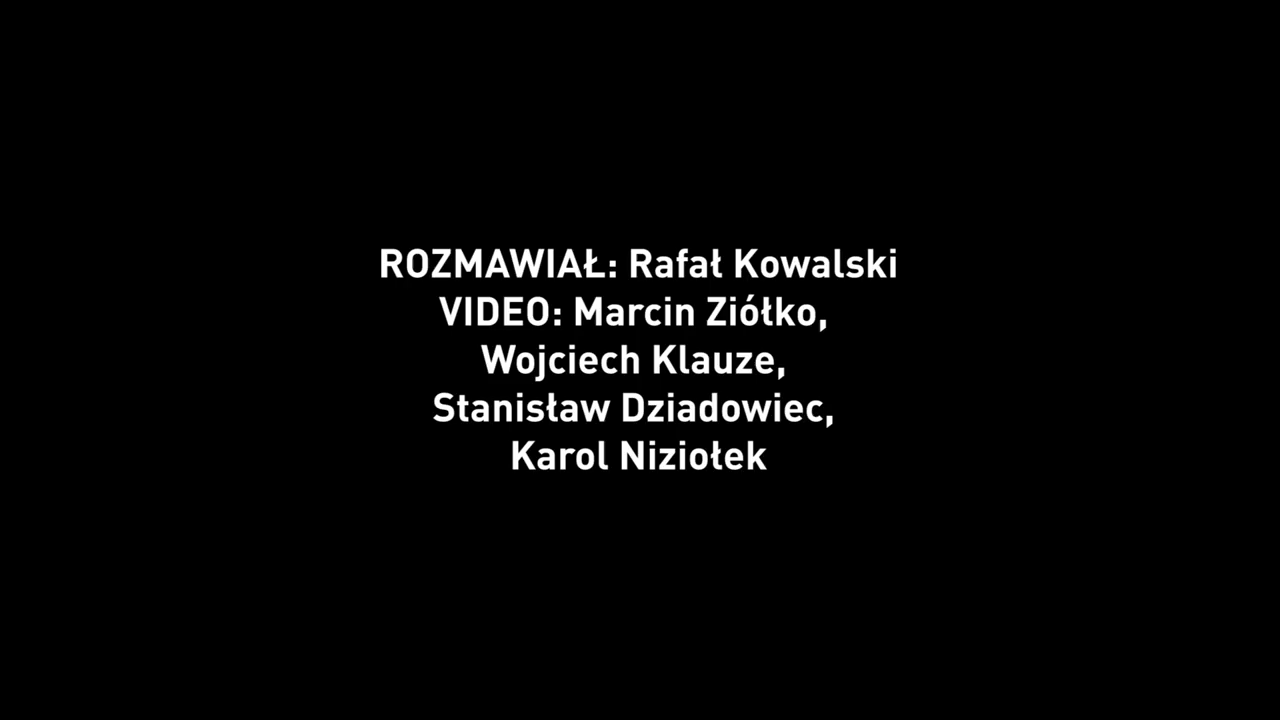 ROZMAWIAŁ: Rafał Kowalski
VIDEO: Marcin Ziółko,
Wojciech Klauze,
Stanisław Dziadowiec,
Karol Niziołek